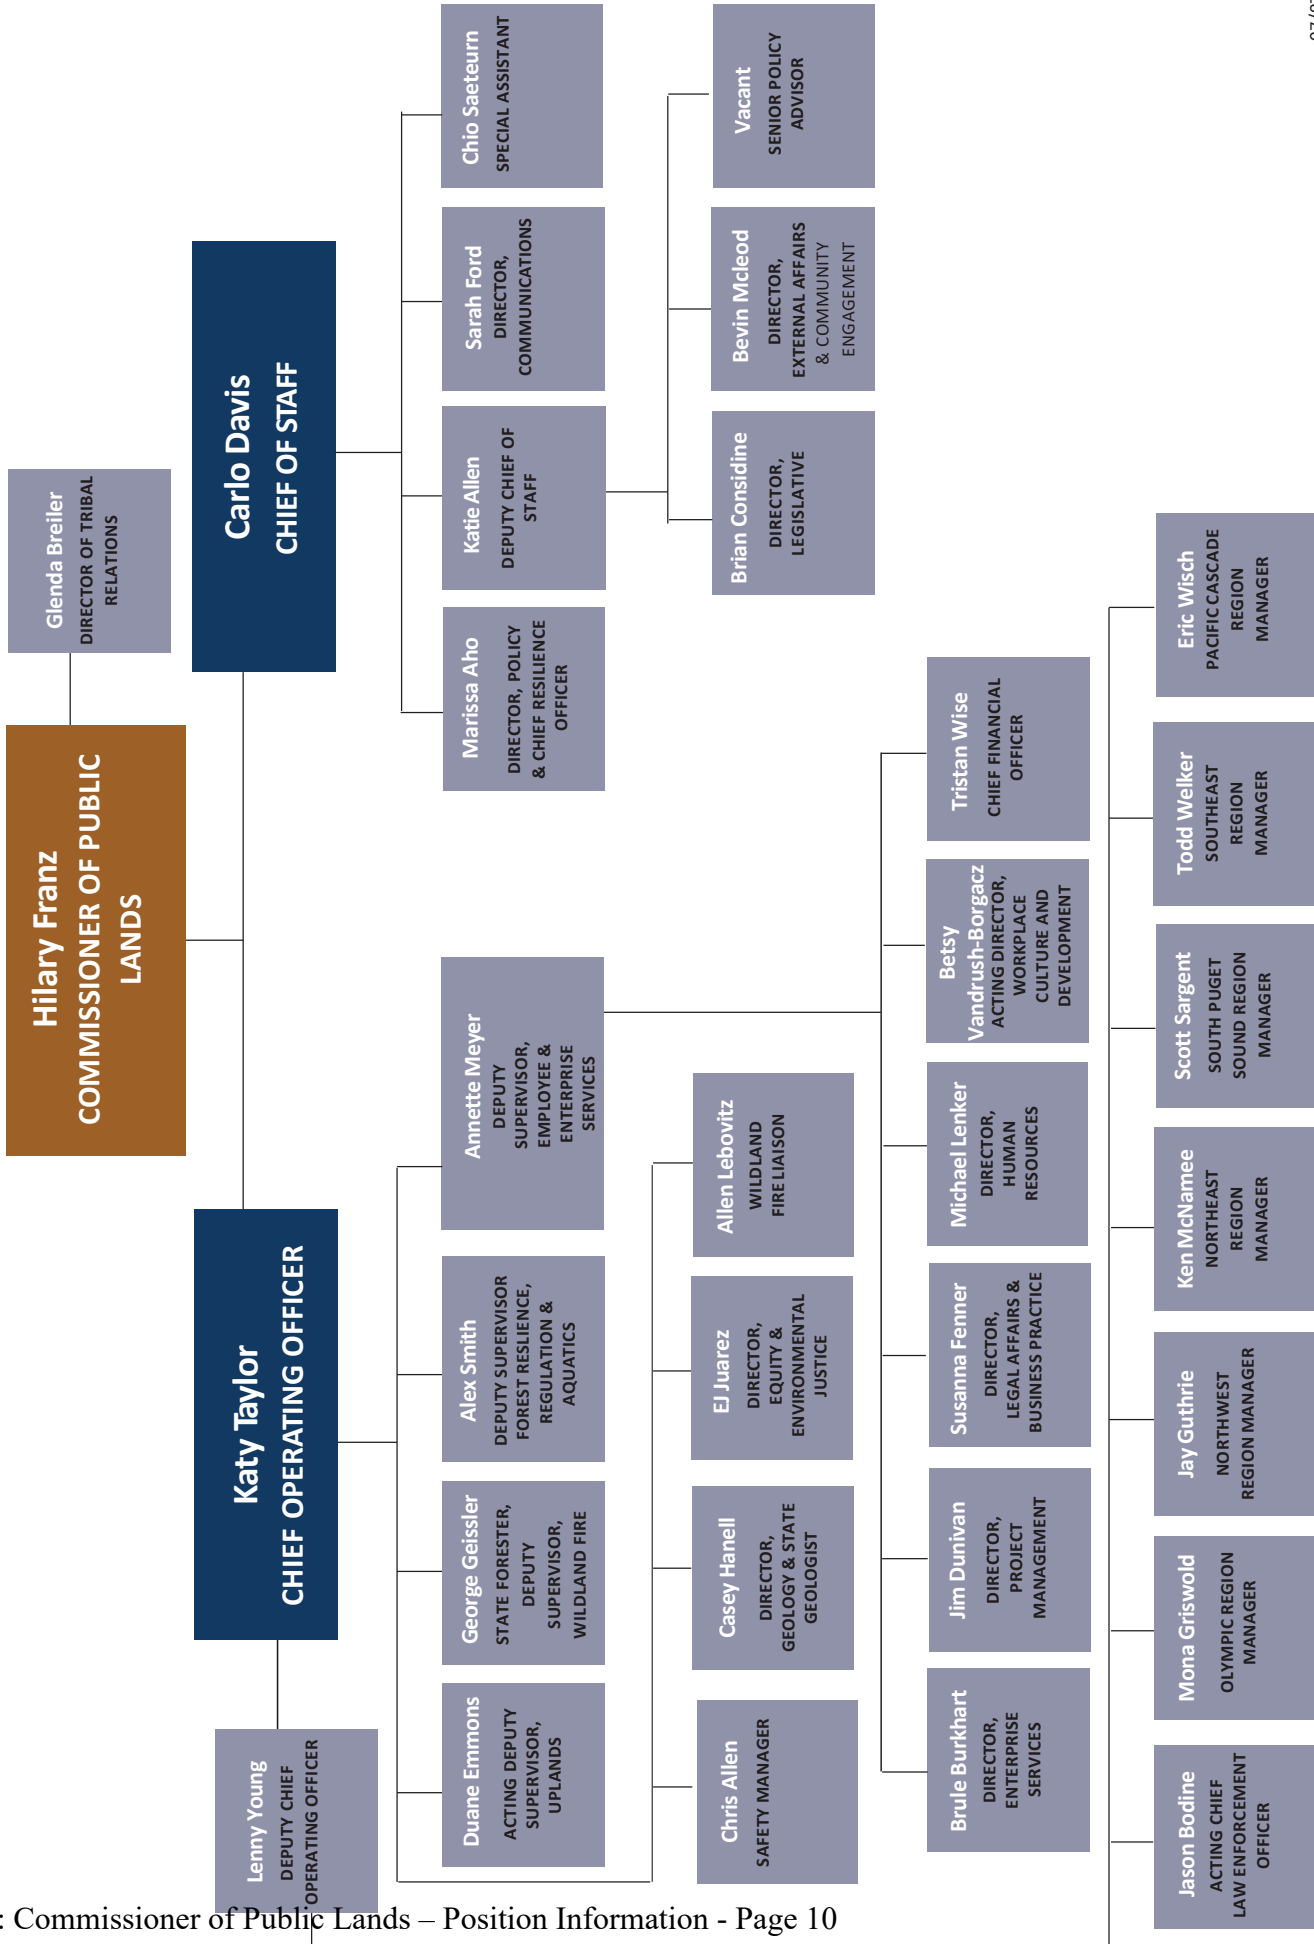 Hilary Franz
COMMISSIONER OF PUBLIC
LANDS
Glenda Breiler
DIRECTOR OF TRIBAL
RELATIONS
Katy Taylor
CHIEF OPERATING OFFICER
Carlo Davis
CHIEF OF STAFF
Lenny Young
DEPUTY CHIEF
OPERATING OFFICER
Duane Emmons
ACTING DEPUTY
SUPERVISOR,
UPLANDS
George Geissler
STATE FORESTER,
DEPUTY
SUPERVISOR,
WILDLAND FIRE
Alex Smith
DEPUTY SUPERVISOR
FOREST RESLIENCE,
REGULATION &
AQUATICS
Annette Meyer
DEPUTY
SUPERVISOR,
EMPLOYEE &
ENTERPRISE
SERVICES
Marissa Aho
DIRECTOR, POLICY
& CHIEF RESILIENCE
OFFICER
Katie Allen
DEPUTY CHIEF OF
STAFF
Sarah Ford
DIRECTOR,
COMMUNICATIONS
Chio Saeteurn
SPECIAL ASSISTANT
Chris Allen
SAFETY MANAGER
Casey Hanell
DIRECTOR,
GEOLOGY & STATE
GEOLOGIST
EJ Juarez
DIRECTOR,
EQUITY &
ENVIRONMENTAL
JUSTICE
Allen Lebovitz
WILDLAND
FIRE LIAISON
Brian Considine
DIRECTOR,
LEGISLATIVE
Bevin Mcleod
DIRECTOR,
EXTERNAL AFFAIRS
& COMMUNITY
ENGAGEMENT
Vacant
SENIOR POLICY
ADVISOR
Brule Burkhart
DIRECTOR,
ENTERPRISE
SERVICES
Jim Dunivan
DIRECTOR,
PROJECT
MANAGEMENT
Susanna Fenner
DIRECTOR,
LEGAL AFFAIRS &
BUSINESS PRACTICE
Michael Lenker
DIRECTOR,
HUMAN
RESOURCES
Betsy
Vandrush-Borgacz
ACTING DIRECTOR,
WORKPLACE
CULTURE AND
DEVELOPMENT
Tristan Wise
CHIEF FINANCIAL
OFFICER
Jason Bodine
ACTING CHIEF
LAW ENFORCEMENT
OFFICER
Mona Griswold
OLYMPIC REGION
MANAGER
Jay Guthrie
NORTHWEST
REGION MANAGER
Ken McNamee
NORTHEAST
REGION
MANAGER
Scott Sargent
SOUTH PUGET
SOUND REGION
MANAGER
Todd Welker
SOUTHEAST
REGION
MANAGER
Eric Wisch
PACIFIC CASCADE
REGION
MANAGER
: Commissioner of Public Lands – Position Information - Page 10